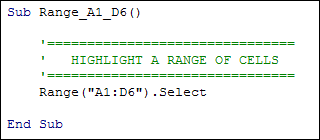 Sub Range_A1_D6()
'==============================
'   HIGHLIGHT A RANGE OF CELLS
'==============================
Range("A1:D6").Select
End Sub